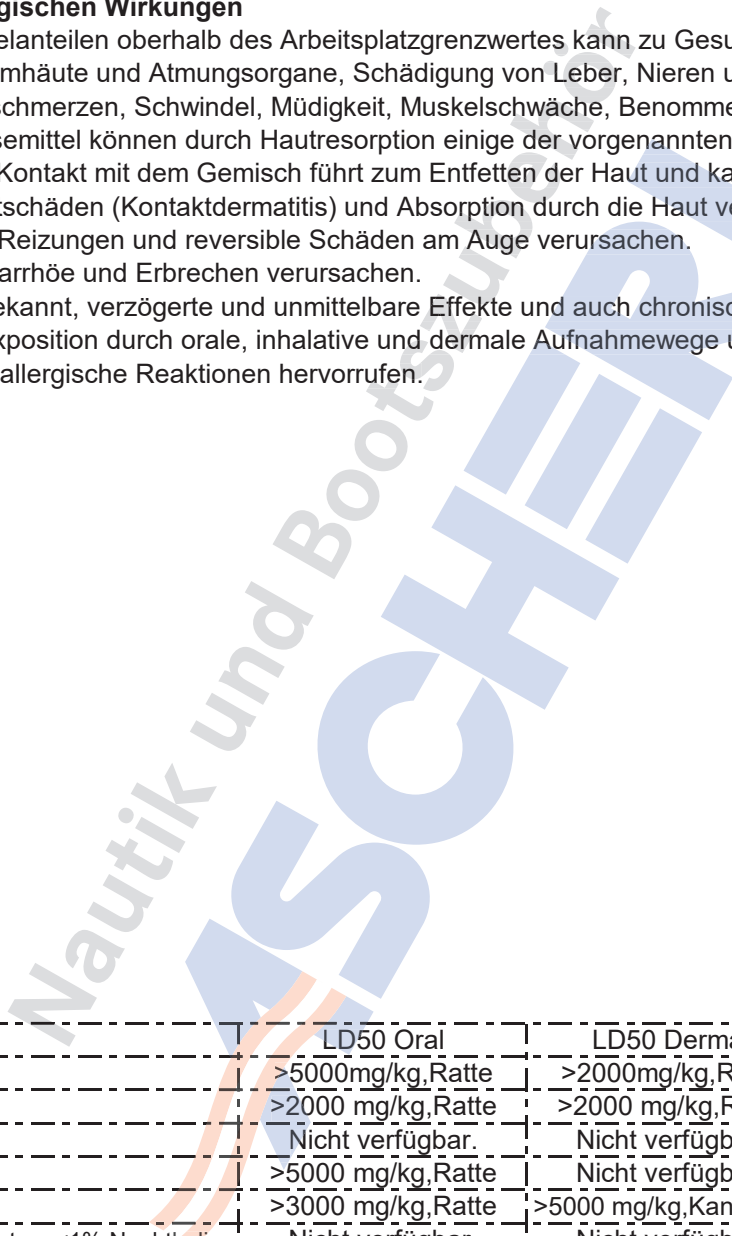 gischen Wirkungen
elanteilen oberhalb des Arbeitsplatzgrenzwertes kann zu Gesu
mhäute und Atmungsorgane, Schädigung von Leber, Nieren u
schmerzen, Schwindel, Müdigkeit, Muskelschwäche, Benomme
semittel können durch Hautresorption einige der vorgenannten
Kontakt mit dem Gemisch führt zum Entfetten der Haut und ka
tschäden (Kontaktdermatitis) und Absorption durch die Haut ve
Reizungen und reversible Schäden am Auge verursachen.
arrhöe und Erbrechen verursachen.
ekannt, verzögerte und unmittelbare Effekte und auch chronisc
xposition durch orale, inhalative und dermale Aufnahmewege u
allergische Reaktionen hervorrufen.
Nautik und Bootszubehör
ASCHERI
LD50 Oral LD50 Derma
>5000mg/kg,Ratte >2000mg/kg,R
>2000 mg/kg,Ratte >2000 mg/kg,R
Nicht verfügbar. Nicht verfügb
>5000 mg/kg,Ratte Nicht verfügb
>3000 mg/kg,Ratte >5000 mg/kg,Kan